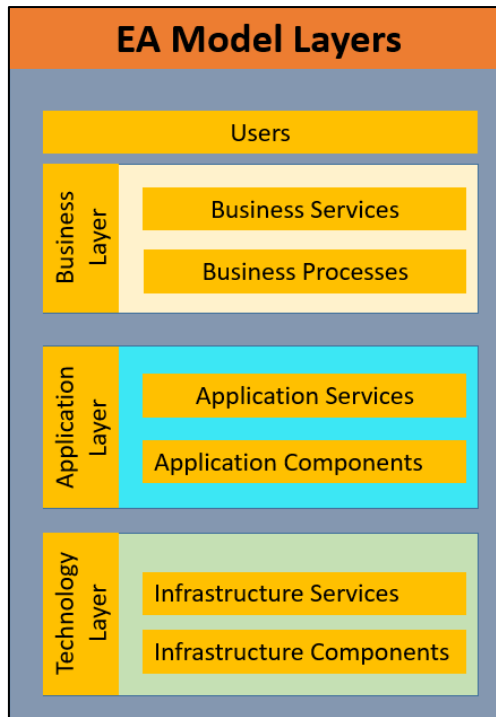 EA Model Layers
Users
Business
Layer
Business Services
Business Processes
Application
Layer
Application Services
Application Components
Technology
Layer
Infrastructure Services
Infrastructure Components